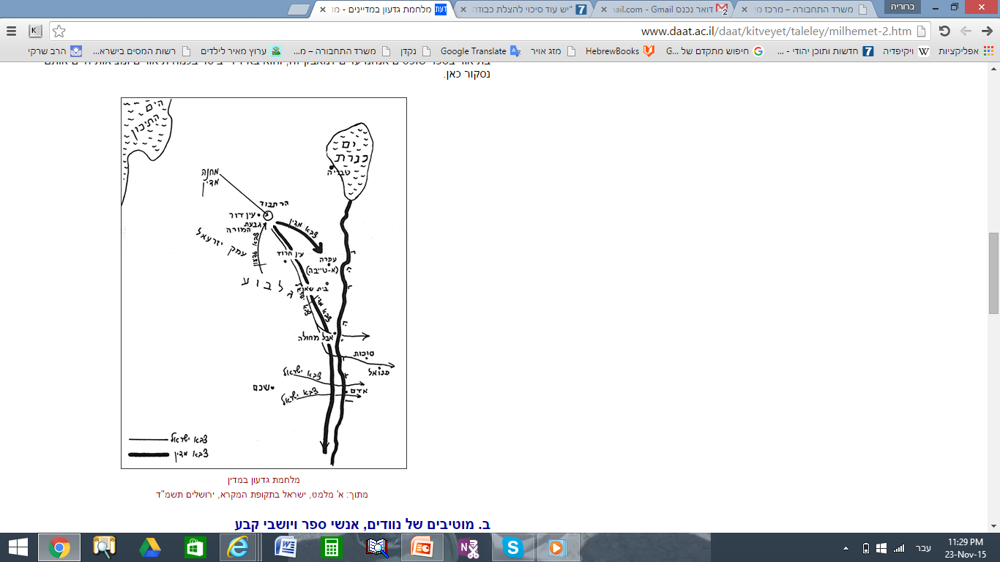 ברוריה
משרד התחבורה – מרכז מי
דואר נכנס - Gmail - ail.com
"יש עוד סיכוי להצלת כבודה
מלחמת גדעון במדיינים - מ
www.daat.ac.il/daat/kitveyet/taleley/milhemet-2.htm
אפליקציות
ויקיפדיה
חדשות ותוכן יהודי - ...
חיפוש מתקדם של G...
HebrewBooks
מזג אויר
Google Translate
נקדן
משרד התחבורה – מ...
ערוץ מאיר לילדים
רשות המסים בישרא...
הרב שרקי
נסקור כאן.
הים
התיכון
ים
כנרת
טבריה
מחנה
מדין
הר תבור
עין דור
גבעת
המורה
צבא מדין
צבא גדעון
עמק יזרעאל
עין חרוד
עפרה
(א-טייבה)
גלבוע
בית שאן
צבא מדין
אבל מחולה
סוכות
פנואל
צבא ישראל
שכם
אדם
צבא ישראל
צבא ישראל
צבא מדין
מלחמת גדעון במדין
מתוך: א' מלמט, ישראל בתקופת המקרא, ירושלים תשמ"ד
ב. מוטיבים של נוודים, אנשי ספר ויושבי קבע
עבר
11:29 PM
23-Nov-15